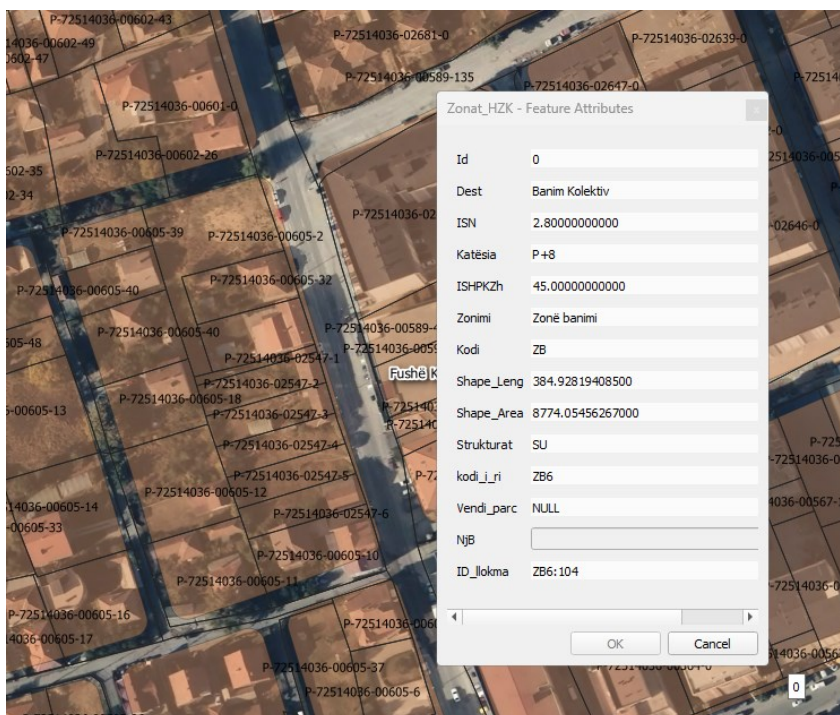 P-72514036-00602-43
14036-00602-49
0602-47
P-72514036-02681-0
P-72514036-02639-0
P-72514036-00589-135
P-72514036-02647-0
P-72514036-00601-0
P-72514036-00602-26
P-72514036-00605-39
P-72514036-00605-2
-02646-0
P-72514036-00605-32
P-72514036-00605-40
P-72514036-00605-40
P-72514036-00589-4
P-72514036-02547-1
Fushë K
P-72514036-02547-2
P-72514036-00605-18
P-72514036-02547-3
-00605-13
P-72514036-02547-4
P-72514036-02547-5
P-72514036-00605-12
P-72514036-02547-6
14036-00605-14
-00605-33
P-72514036-00605-10
P-72514036-00605-11
P-72514036-00605-16
4036-00605-17
P-72514036-00605-37
P-72514036-00605-6
Zonat_HZK - Feature Attributes
Id 0
Dest Banim Kolektiv
ISN 2.80000000000
Katësia P+8
ISHPKZh 45.00000000000
Zonimi Zonë banimi
Kodi ZB
Shape_Leng 384.92819408500
Shape_Area 8774.05456267000
Strukturat SU
kodi_i_ri ZB6
Vendi_parc NULL
NjB
ID_llokma ZB6:104
OK Cancel
0